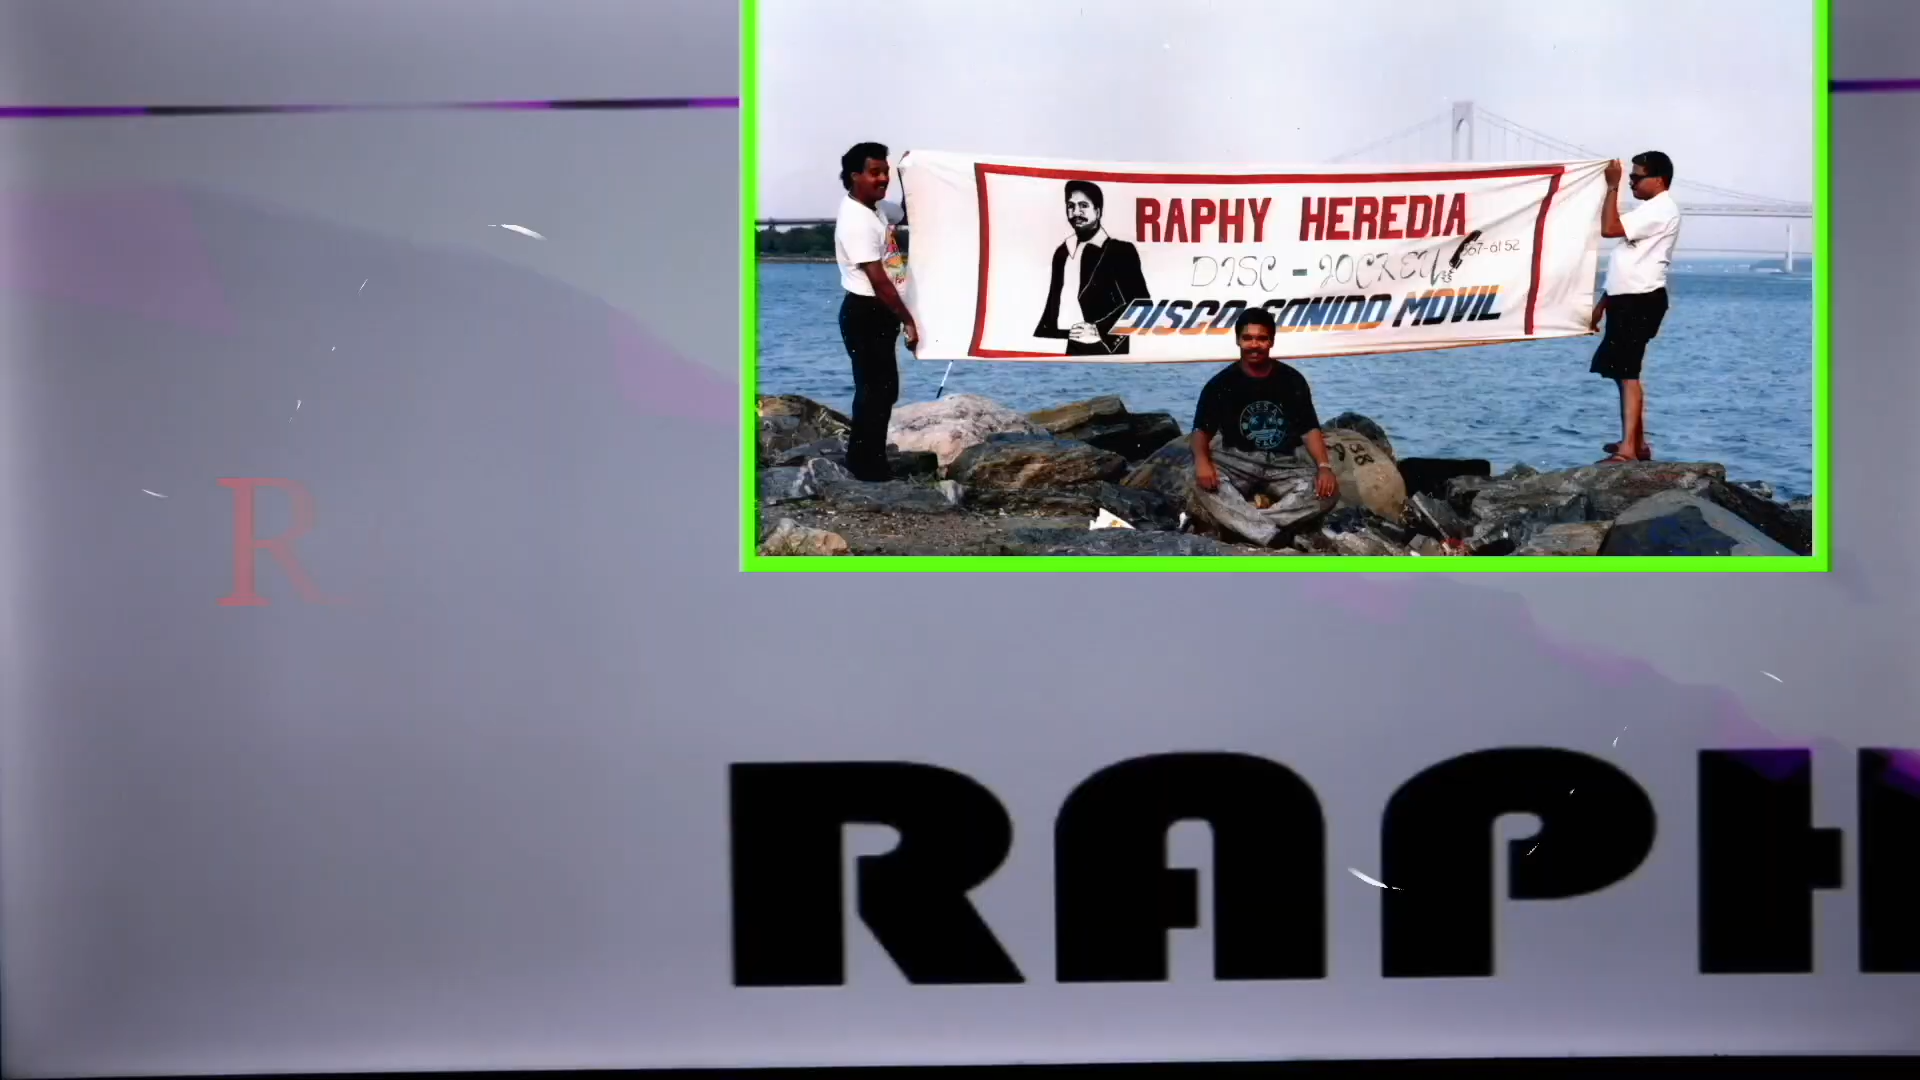 RAPHY HEREDIA
DISC - JOCKEY
DISCO SONIDO MOVIL
R
RAPH